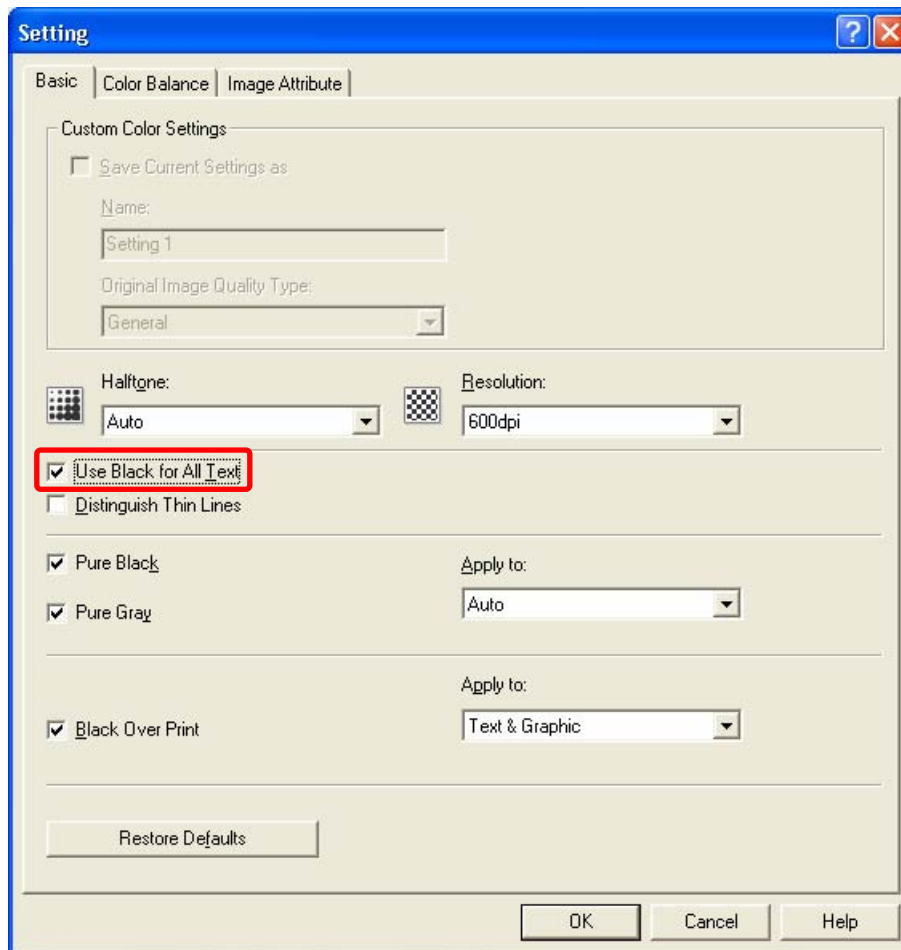 Setting
Basic Color Balance Image Attribute
Custom Color Settings
Save Current Settings as
Name:
Setting 1
Original Image Quality Type:
General
Halftone: Resolution:
Auto 600dpi
Use Black for All Text
Distinguish Thin Lines
Pure Black Apply to:
Auto
Pure Gray
Apply to:
Black Over Print Text & Graphic
Restore Defaults
OK Cancel Help